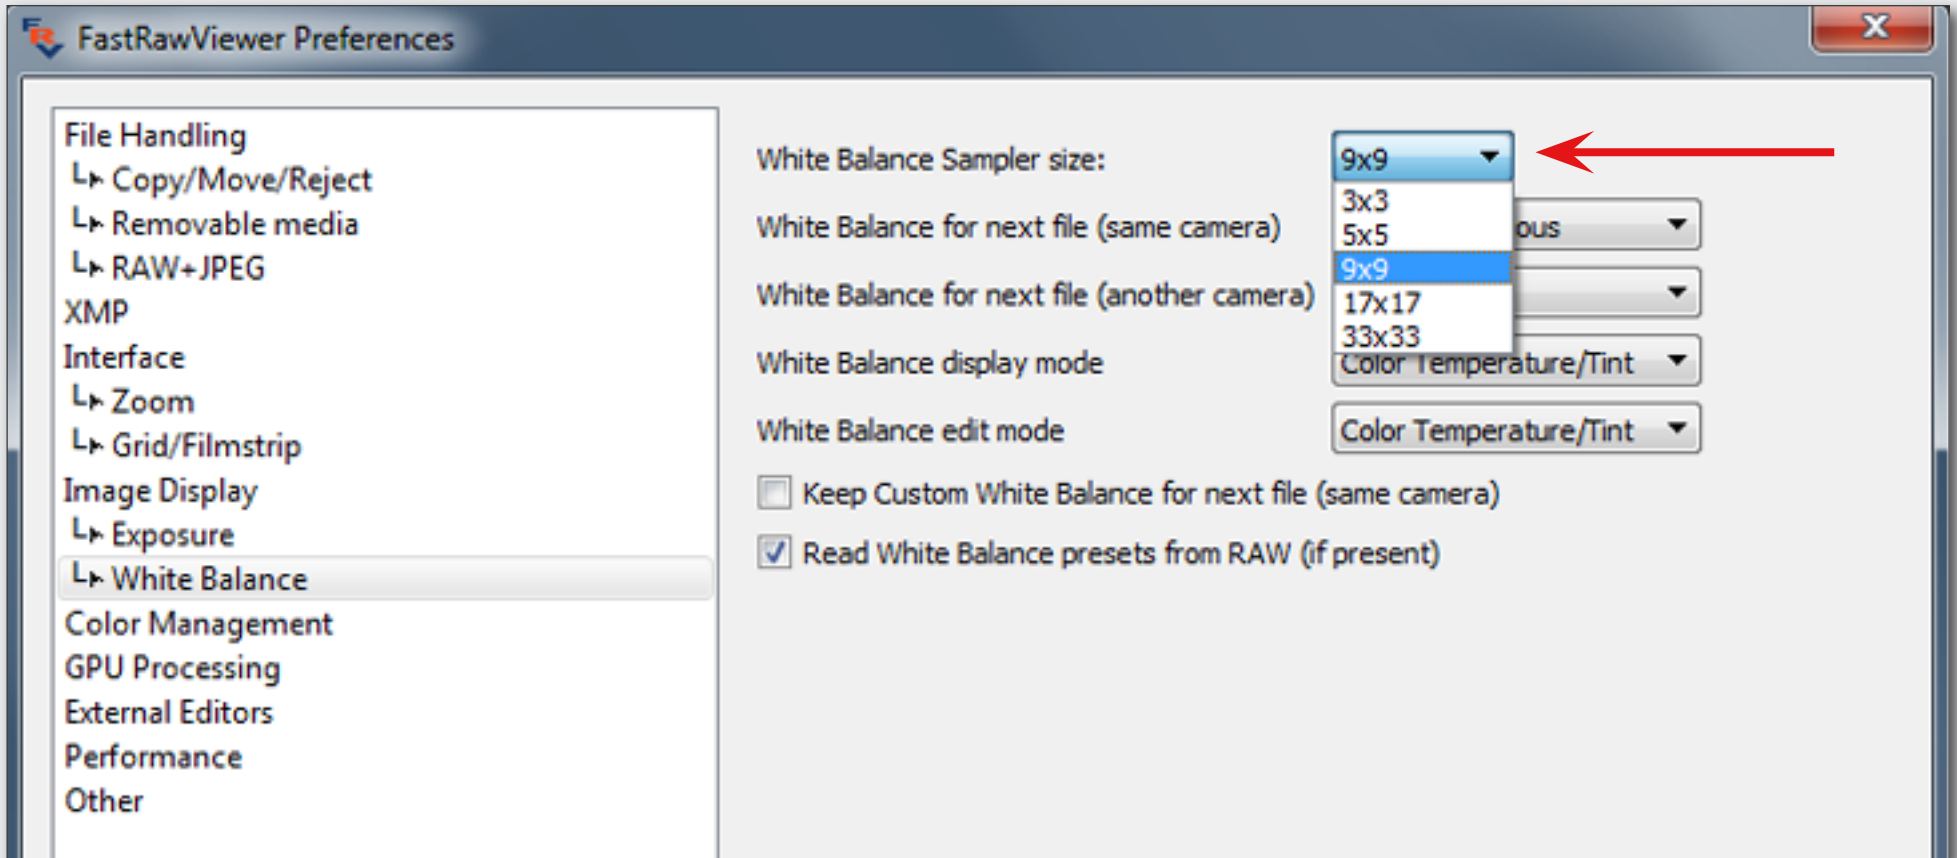 FastRawViewer Preferences
File Handling
Copy/Move/Reject
Removable media
RAW+JPEG
XMP
Interface
Zoom
Grid/Filmstrip
Image Display
Exposure
White Balance
Color Management
GPU Processing
External Editors
Performance
Other
White Balance Sampler size:
9x9
3x3
5x5
9x9
17x17
33x33
White Balance for next file (same camera)
ous
White Balance for next file (another camera)
White Balance display mode
Color Temperature/Tint
White Balance edit mode
Color Temperature/Tint
Keep Custom White Balance for next file (same camera)
Read White Balance presets from RAW (if present)